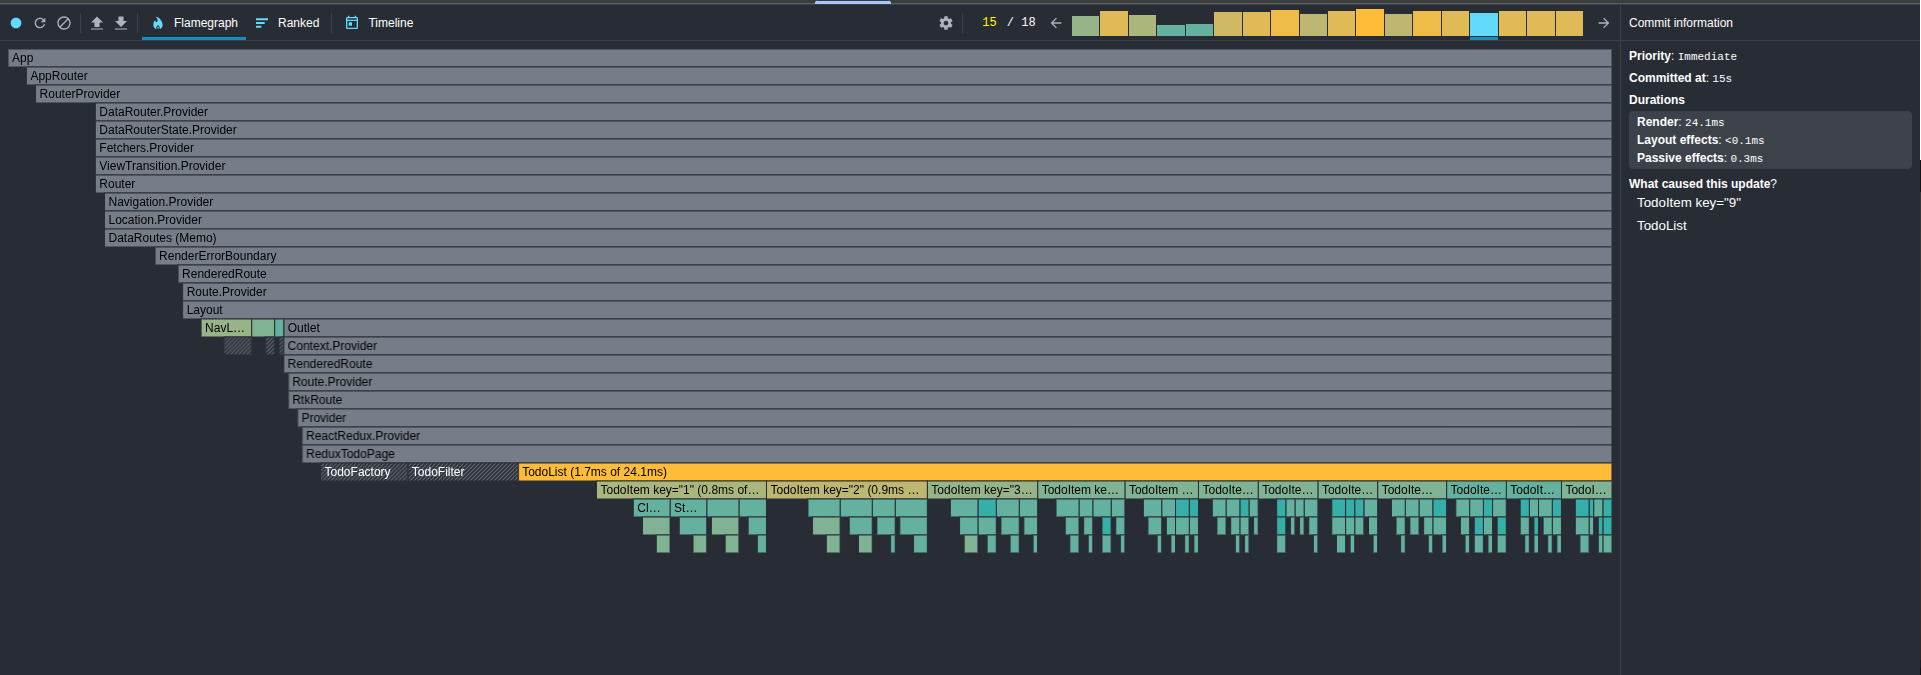 Flamegraph Ranked Timeline 15 / 18 Commit information
App
AppRouter
RouterProvider
DataRouter.Provider
DataRouterState.Provider
Fetchers.Provider
ViewTransition.Provider
Router
Navigation.Provider
Location.Provider
DataRoutes (Memo)
RenderErrorBoundary
RenderedRoute
Route.Provider
Layout
NavL… Outlet
Context.Provider
RenderedRoute
Route.Provider
RtkRoute
Provider
ReactRedux.Provider
ReduxTodoPage
TodoFactory TodoFilter TodoList (1.7ms of 24.1ms)
TodoItem key="1" (0.8ms of… TodoItem key="2" (0.9ms … TodoItem key="3… TodoItem ke… TodoItem … TodoIte… TodoIte… TodoIte… TodoIte… TodoIte… TodoIt… TodoI…
Cl… St…
Priority: Immediate
Committed at: 15s
Durations
Render: 24.1ms
Layout effects: <0.1ms
Passive effects: 0.3ms
What caused this update?
TodoItem key="9"
TodoList